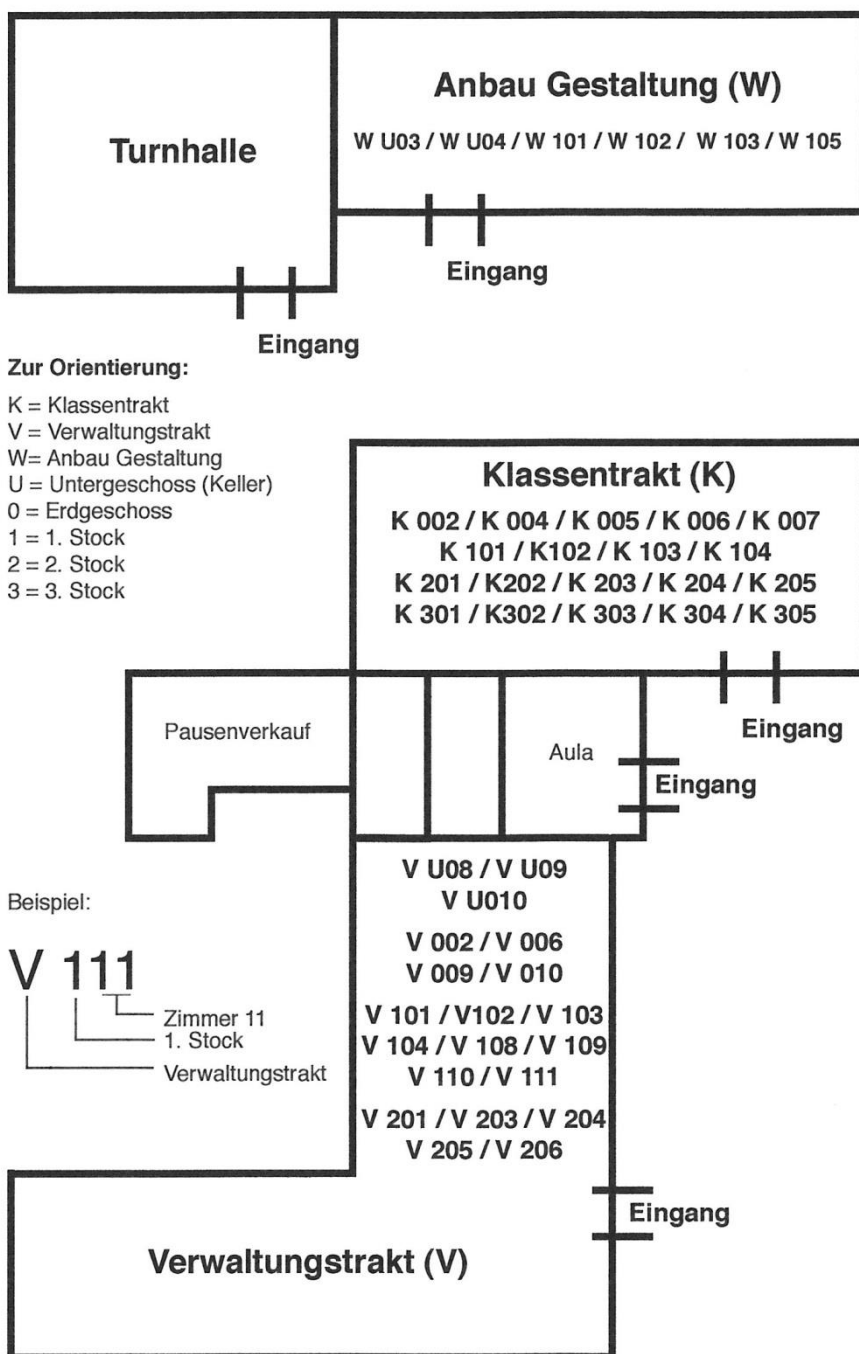 Anbau Gestaltung (W)
Turnhalle
W U03 / W U04 / W 101 / W 102 / W 103 / W 105
Eingang
Eingang
Zur Orientierung:
K = Klassentrakt
V = Verwaltungstrakt
W= Anbau Gestaltung
U = Untergeschoss (Keller)
0 = Erdgeschoss
1 = 1. Stock
2 = 2. Stock
3 = 3. Stock
Klassentrakt (K)
K 002 / K 004 / K 005 / K 006 / K 007
K 101 / K102 / K 103 / K 104
K 201 / K202 / K 203 / K 204 / K 205
K 301 / K302 / K 303 / K 304 / K 305
Eingang
Pausenverkauf
Aula
Eingang
V U08 / V U09
V U010
V 002 / V 006
V 009 / V 010
V 101 / V102 / V 103
V 104 / V 108 / V 109
V 110 / V 111
V 201 / V 203 / V 204
V 205 / V 206
Beispiel:
V 111
Zimmer 11
1. Stock
Verwaltungstrakt
Eingang
Verwaltungstrakt (V)